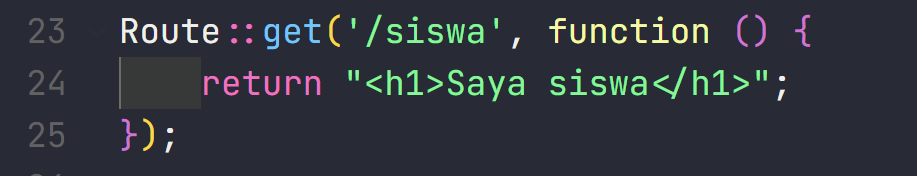 23 Route::get('/siswa', function () {
24     return "<h1>Saya siswa</h1>";
25 });